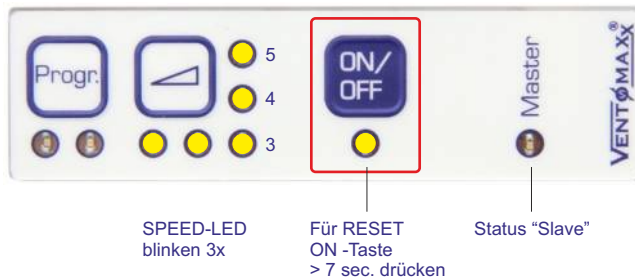 Progr.
5
4
3
ON/
OFF
Master
VENTØMAXX®
SPEED-LED
blinken 3x
Für RESET
ON -Taste
> 7 sec. drücken
Status “Slave”